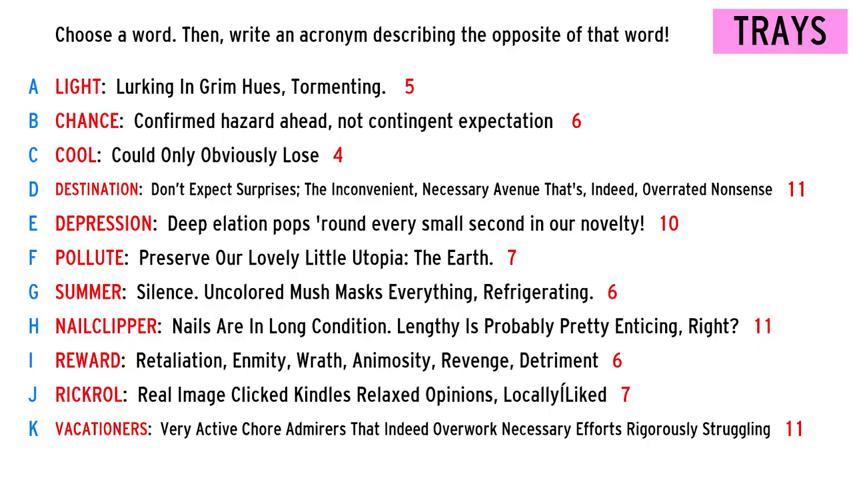 Choose a word. Then, write an acronym describing the opposite of that word!
TRAYS
A LIGHT: Lurking In Grim Hues, Tormenting. 5
B CHANCE: Confirmed hazard ahead, not contingent expectation 6
C COOL: Could Only Obviously Lose 4
D DESTINATION: Don't Expect Surprises; The Inconvenient, Necessary Avenue That's, Indeed, Overrated Nonsense 11
E DEPRESSION: Deep elation pops 'round every small second in our novelty! 10
F POLLUTE: Preserve Our Lovely Little Utopia: The Earth. 7
G SUMMER: Silence. Uncolored Mush Masks Everything, Refrigerating. 6
H NAILCLIPPER: Nails Are In Long Condition. Lengthy Is Probably Pretty Enticing, Right? 11
I REWARD: Retaliation, Enmity, Wrath, Animosity, Revenge, Detriment 6
J RICKROL: Real Image Clicked Kindles Relaxed Opinions, LocallyÍLiked 7
K VACATIONERS: Very Active Chore Admirers That Indeed Overwork Necessary Efforts Rigorously Struggling 11